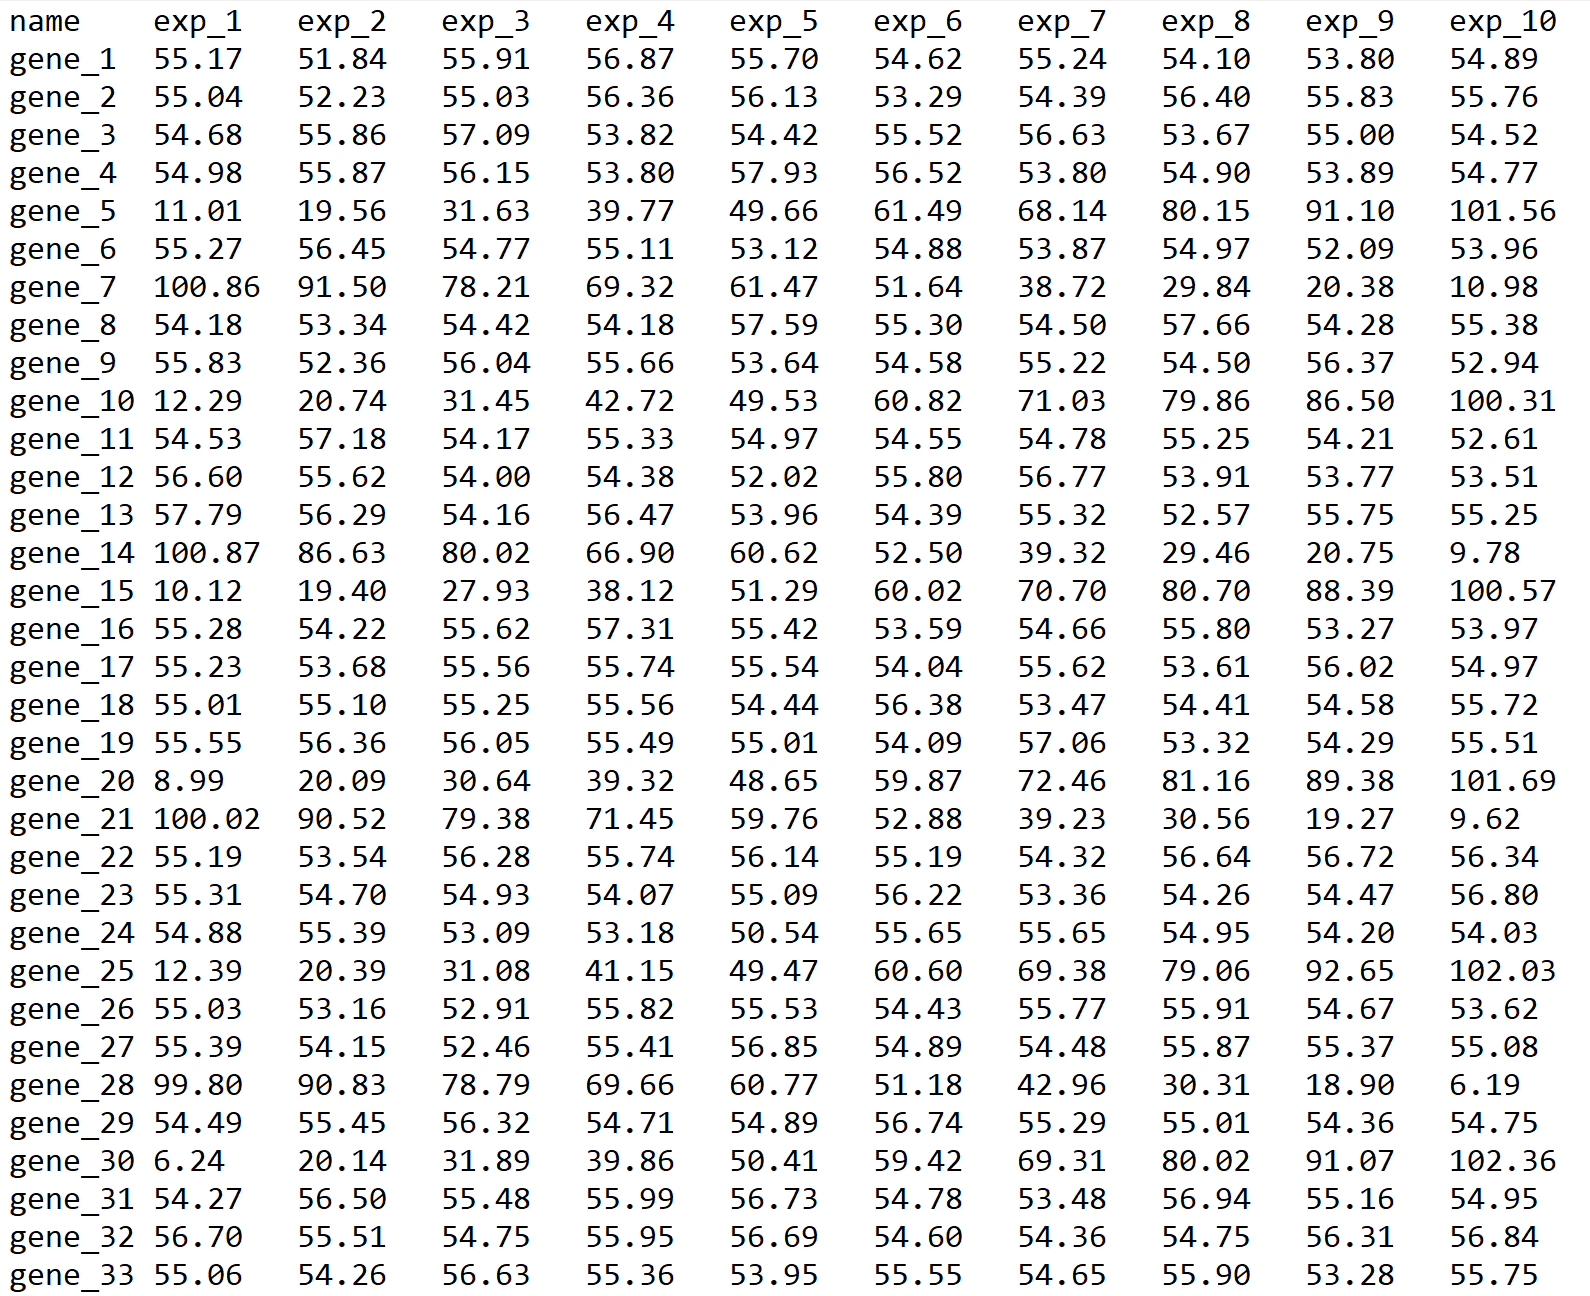 name exp_1 exp_2 exp_3 exp_4 exp_5 exp_6 exp_7 exp_8 exp_9 exp_10
gene_1 55.17 51.84 55.91 56.87 55.70 54.62 55.24 54.10 53.80 54.89
gene_2 55.04 52.23 55.03 56.36 56.13 53.29 54.39 56.40 55.83 55.76
gene_3 54.68 55.86 57.09 53.82 54.42 55.52 56.63 53.67 55.00 54.52
gene_4 54.98 55.87 56.15 53.80 57.93 56.52 53.80 54.90 53.89 54.77
gene_5 11.01 19.56 31.63 39.77 49.66 61.49 68.14 80.15 91.10 101.56
gene_6 55.27 56.45 54.77 55.11 53.12 54.88 53.87 54.97 52.09 53.96
gene_7 100.86 91.50 78.21 69.32 61.47 51.64 38.72 29.84 20.38 10.98
gene_8 54.18 53.34 54.42 54.18 57.59 55.30 54.50 57.66 54.28 55.38
gene_9 55.83 52.36 56.04 55.66 53.64 54.58 55.22 54.50 56.37 52.94
gene_10 12.29 20.74 31.45 42.72 49.53 60.82 71.03 79.86 86.50 100.31
gene_11 54.53 57.18 54.17 55.33 54.97 54.55 54.78 55.25 54.21 52.61
gene_12 56.60 55.62 54.00 54.38 52.02 55.80 56.77 53.91 53.77 53.51
gene_13 57.79 56.29 54.16 56.47 53.96 54.39 55.32 52.57 55.75 55.25
gene_14 100.87 86.63 80.02 66.90 60.62 52.50 39.32 29.46 20.75 9.78
gene_15 10.12 19.40 27.93 38.12 51.29 60.02 70.70 80.70 88.39 100.57
gene_16 55.28 54.22 55.62 57.31 55.42 53.59 54.66 55.80 53.27 53.97
gene_17 55.23 53.68 55.56 55.74 55.54 54.04 55.62 53.61 56.02 54.97
gene_18 55.01 55.10 55.25 55.56 54.44 56.38 53.47 54.41 54.58 55.72
gene_19 55.55 56.36 56.05 55.49 55.01 54.09 57.06 53.32 54.29 55.51
gene_20 8.99 20.09 30.64 39.32 48.65 59.87 72.46 81.16 89.38 101.69
gene_21 100.02 90.52 79.38 71.45 59.76 52.88 39.23 30.56 19.27 9.62
gene_22 55.19 53.54 56.28 55.74 56.14 55.19 54.32 56.64 56.72 56.34
gene_23 55.31 54.70 54.93 54.07 55.09 56.22 53.36 54.26 54.47 56.80
gene_24 54.88 55.39 53.09 53.18 50.54 55.65 55.65 54.95 54.20 54.03
gene_25 12.39 20.39 31.08 41.15 49.47 60.60 69.38 79.06 92.65 102.03
gene_26 55.03 53.16 52.91 55.82 55.53 54.43 55.77 55.91 54.67 53.62
gene_27 55.39 54.15 52.46 55.41 56.85 54.89 54.48 55.87 55.37 55.08
gene_28 99.80 90.83 78.79 69.66 60.77 51.18 42.96 30.31 18.90 6.19
gene_29 54.49 55.45 56.32 54.71 54.89 56.74 55.29 55.01 54.36 54.75
gene_30 6.24 20.14 31.89 39.86 50.41 59.42 69.31 80.02 91.07 102.36
gene_31 54.27 56.50 55.48 55.99 56.73 54.78 53.48 56.94 55.16 54.95
gene_32 56.70 55.51 54.75 55.95 56.69 54.60 54.36 54.75 56.31 56.84
gene_33 55.06 54.26 56.63 55.36 53.95 55.55 54.65 55.90 53.28 55.75